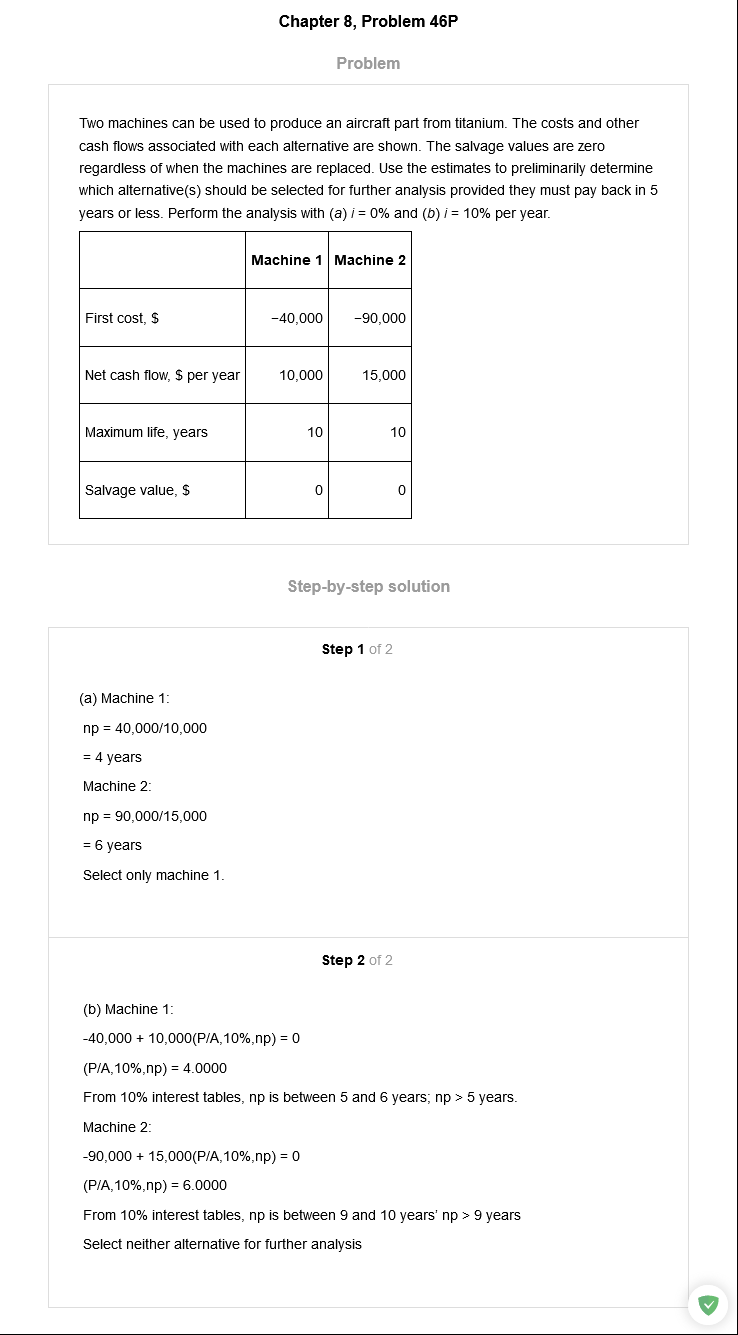 Chapter 8, Problem 46P
Problem
Two machines can be used to produce an aircraft part from titanium. The costs and other
cash flows associated with each alternative are shown. The salvage values are zero
regardless of when the machines are replaced. Use the estimates to preliminarily determine
which alternative(s) should be selected for further analysis provided they must pay back in 5
years or less. Perform the analysis with (a) i = 0% and (b) i = 10% per year.
Machine 1 Machine 2
First cost, $ −40,000 −90,000
Net cash flow, $ per year 10,000 15,000
Maximum life, years 10 10
Salvage value, $ 0 0
Step-by-step solution
Step 1 of 2
(a) Machine 1:
np = 40,000/10,000
= 4 years
Machine 2:
np = 90,000/15,000
= 6 years
Select only machine 1.
Step 2 of 2
(b) Machine 1:
-40,000 + 10,000(P/A,10%,np) = 0
(P/A,10%,np) = 4.0000
From 10% interest tables, np is between 5 and 6 years; np > 5 years.
Machine 2:
-90,000 + 15,000(P/A,10%,np) = 0
(P/A,10%,np) = 6.0000
From 10% interest tables, np is between 9 and 10 years' np > 9 years
Select neither alternative for further analysis